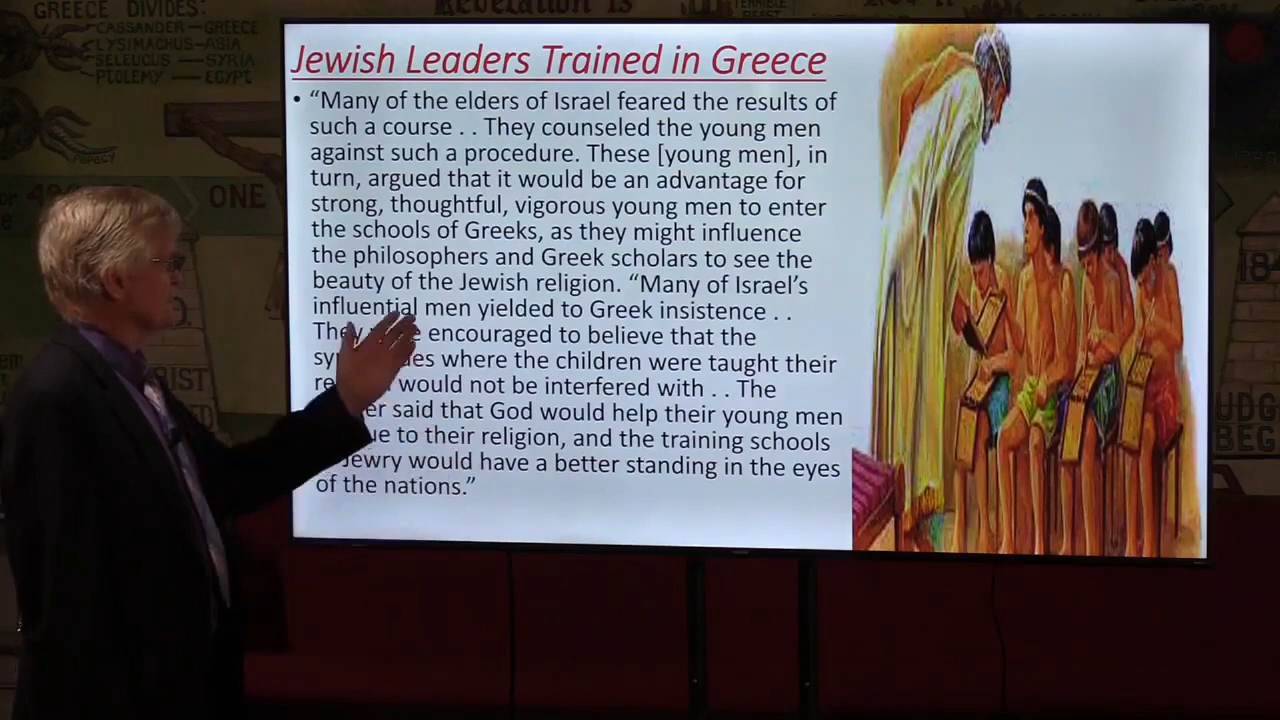 GREECE DIVIDES:
CASSANDER—GREECE
LYSIMACHUS—ASIA
SELEUCUS — SYRIA
PTOLEMY — EGYPT
Revelation is
TERRIBLE
BEAST
Jewish Leaders Trained in Greece
• “Many of the elders of Israel feared the results of
such a course . . They counseled the young men
against such a procedure. These [young men], in
turn, argued that it would be an advantage for
strong, thoughtful, vigorous young men to enter
the schools of Greeks, as they might influence
the philosophers and Greek scholars to see the
beauty of the Jewish religion. “Many of Israel’s
influential men yielded to Greek insistence . .
They encouraged to believe that the
where the children were taught their
would not be interfered with . . The
said that God would help their young men
to their religion, and the training schools
Jewry would have a better standing in the eyes
of the nations.”
ONE